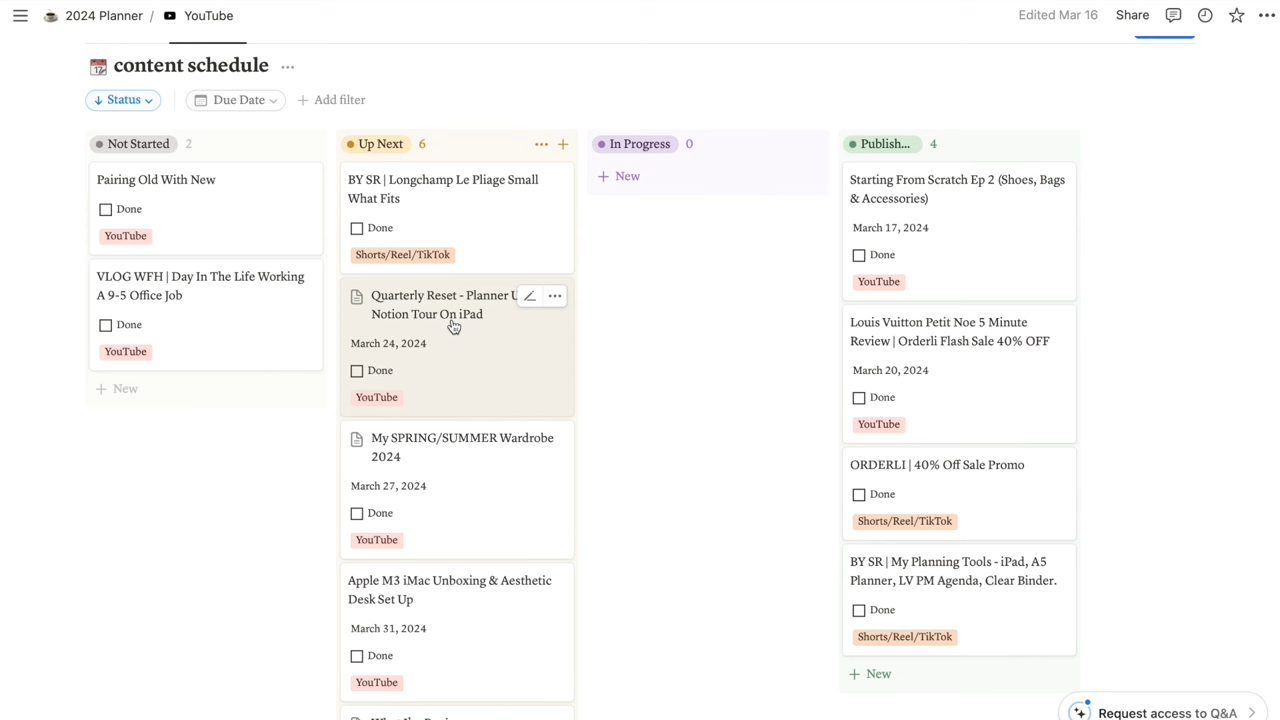 2024 Planner / YouTube
Edited Mar 16 Share
content schedule
Status
Due Date
Add filter
Not Started 2
Pairing Old With New
Done
YouTube
VLOG WFH | Day In The Life Working
A 9-5 Office Job
Done
YouTube
New
Up Next 6
BY SR | Longchamp Le Pliage Small
What Fits
Done
Shorts/Reel/TikTok
Quarterly Reset - Planner
Notion Tour On iPad
March 24, 2024
Done
YouTube
My SPRING/SUMMER Wardrobe
2024
March 27, 2024
Done
YouTube
Apple M3 iMac Unboxing & Aesthetic
Desk Set Up
March 31, 2024
Done
YouTube
In Progress 0
New
Publish... 4
Starting From Scratch Ep 2 (Shoes, Bags
& Accessories)
March 17, 2024
Done
YouTube
Louis Vuitton Petit Noe 5 Minute
Review | Orderli Flash Sale 40% OFF
March 20, 2024
Done
YouTube
ORDERLI | 40% Off Sale Promo
Done
Shorts/Reel/TikTok
BY SR | My Planning Tools - iPad, A5
Planner, LV PM Agenda, Clear Binder.
Done
Shorts/Reel/TikTok
New
Request access to Q&A